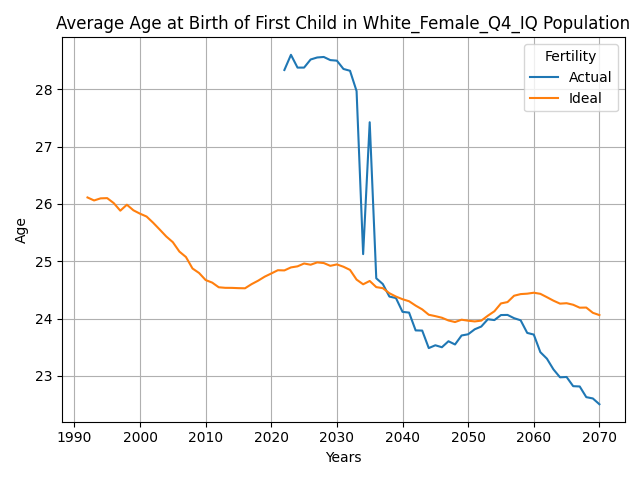 Average Age at Birth of First Child in White_Female_Q4_IQ Population
Fertility
Actual
Ideal
Age
28
27
26
25
24
23
1990 2000 2010 2020 2030 2040 2050 2060 2070
Years